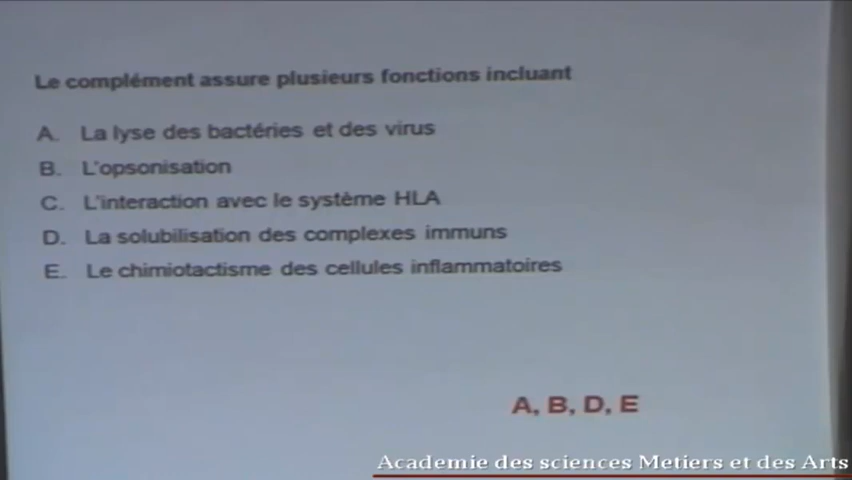 Le complément assure plusieurs fonctions incluant
A. La lyse des bactéries et des virus
B. L'opsonisation
C. L'interaction avec le système HLA
D. La solubilisation des complexes immuns
E. Le chimiotactisme des cellules inflammatoires
A, B, D, E
Academie des sciences Metiers et des Arts